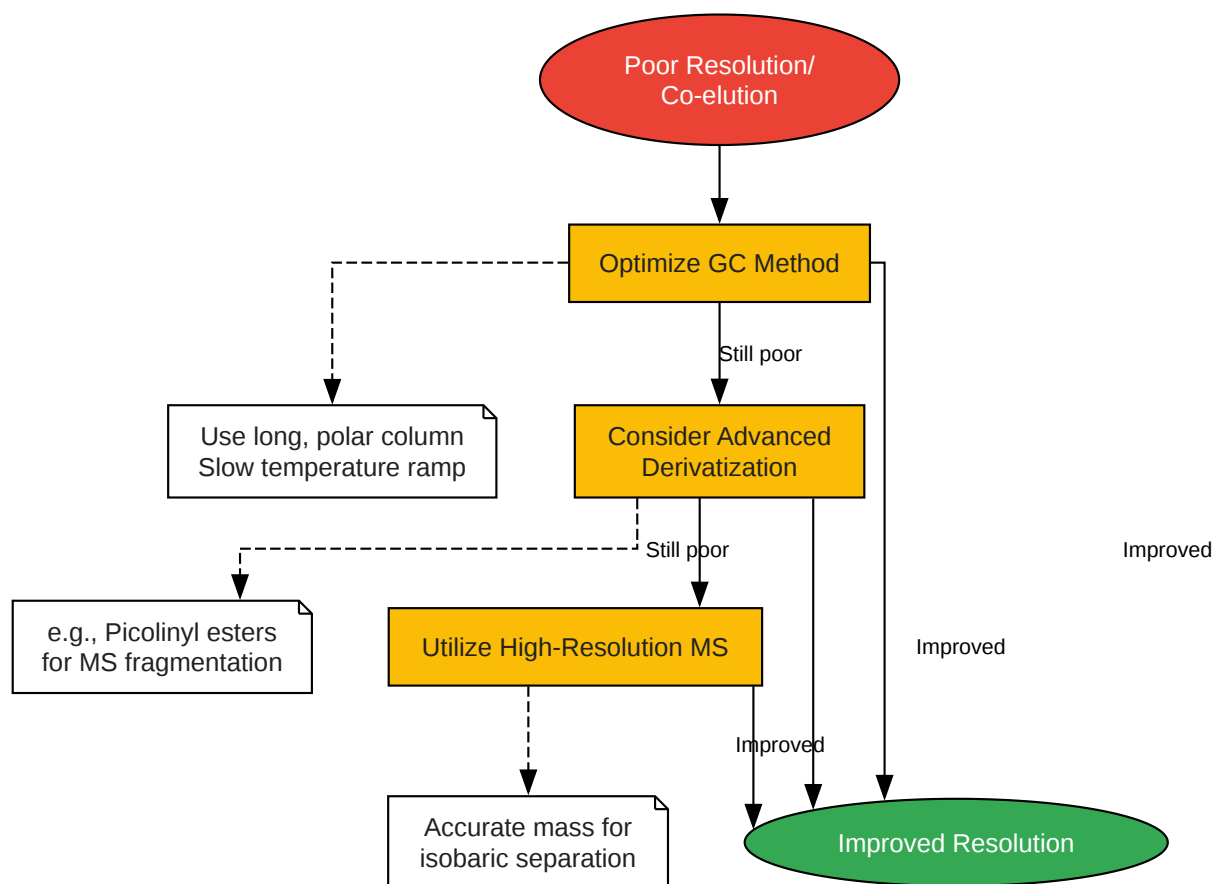 Poor Resolution/
Co-elution
Optimize GC Method
Still poor
Use long, polar column
Slow temperature ramp
Consider Advanced
Derivatization
Still poor
Improved
e.g., Picolinyl esters
for MS fragmentation
Utilize High-Resolution MS
Improved
Improved
Accurate mass for
isobaric separation
Improved Resolution